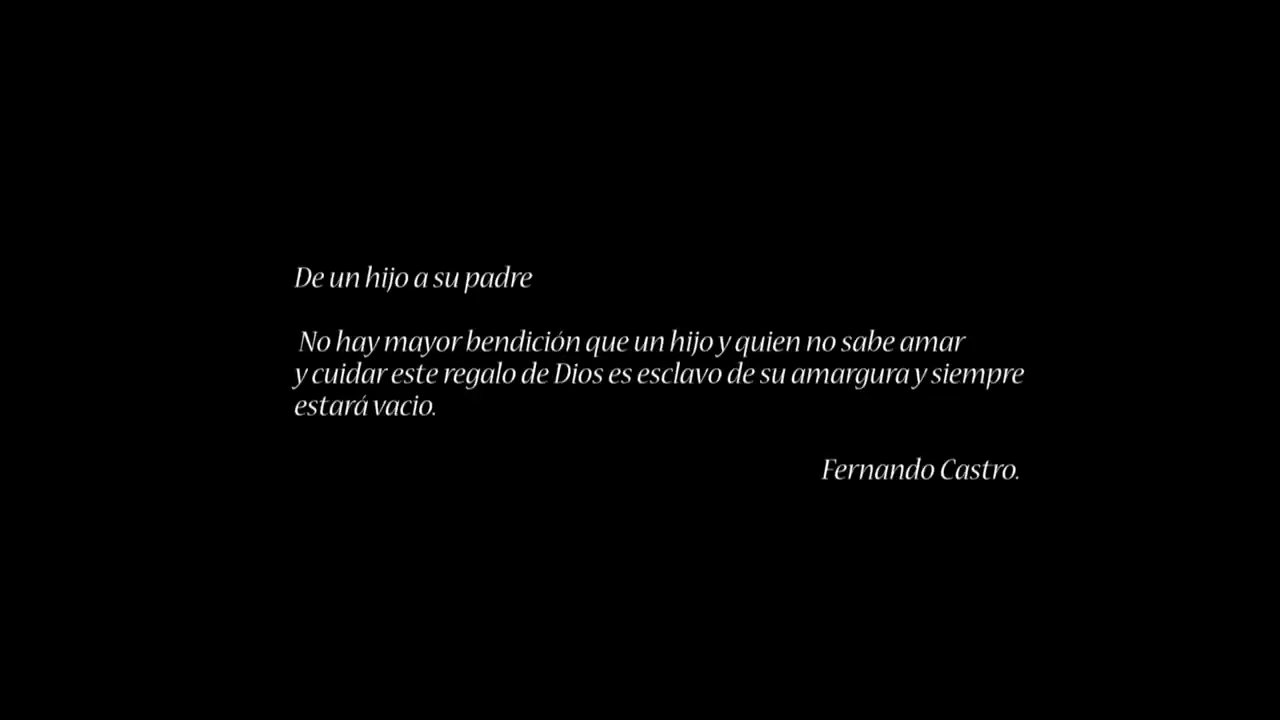 De un hijo a su padre
No hay mayor bendición que un hijo y quien no sabe amar
y cuidar este regalo de Dios es esclavo de su amargura y siempre
estará vacio.
Fernando Castro.